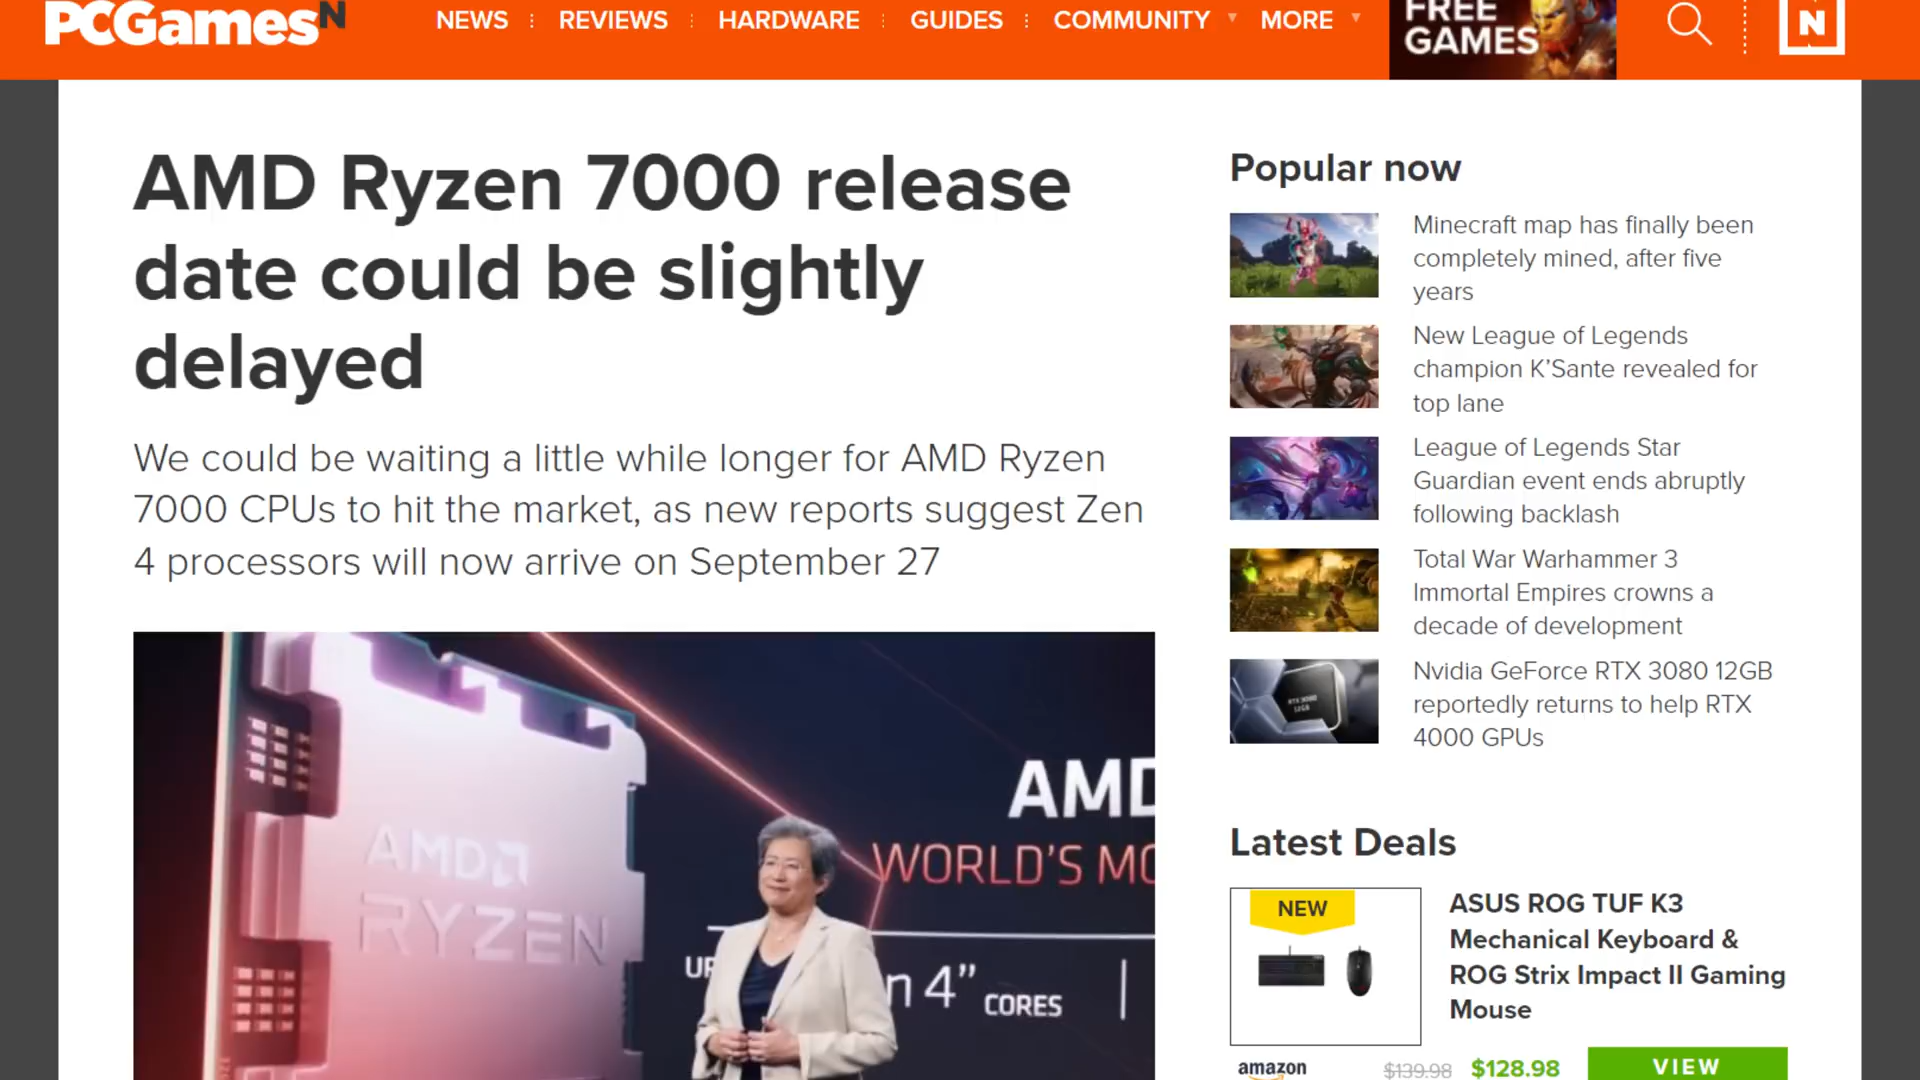 PCGamesN
NEWS
REVIEWS
HARDWARE
GUIDES
COMMUNITY
MORE
FREE
GAMES
N
AMD Ryzen 7000 release
date could be slightly
delayed
We could be waiting a little while longer for AMD Ryzen
7000 CPUs to hit the market, as new reports suggest Zen
4 processors will now arrive on September 27
AMD
RYZEN
AMD
WORLD'S MO
UP
n 4”
CORES
Popular now
Minecraft map has finally been
completely mined, after five
years
New League of Legends
champion K’Sante revealed for
top lane
League of Legends Star
Guardian event ends abruptly
following backlash
Total War Warhammer 3
Immortal Empires crowns a
decade of development
RTX 3080
12GB
Nvidia GeForce RTX 3080 12GB
reportedly returns to help RTX
4000 GPUs
Latest Deals
NEW
ASUS ROG TUF K3
Mechanical Keyboard &
ROG Strix Impact II Gaming
Mouse
amazon
$139.98
$128.98
VIEW